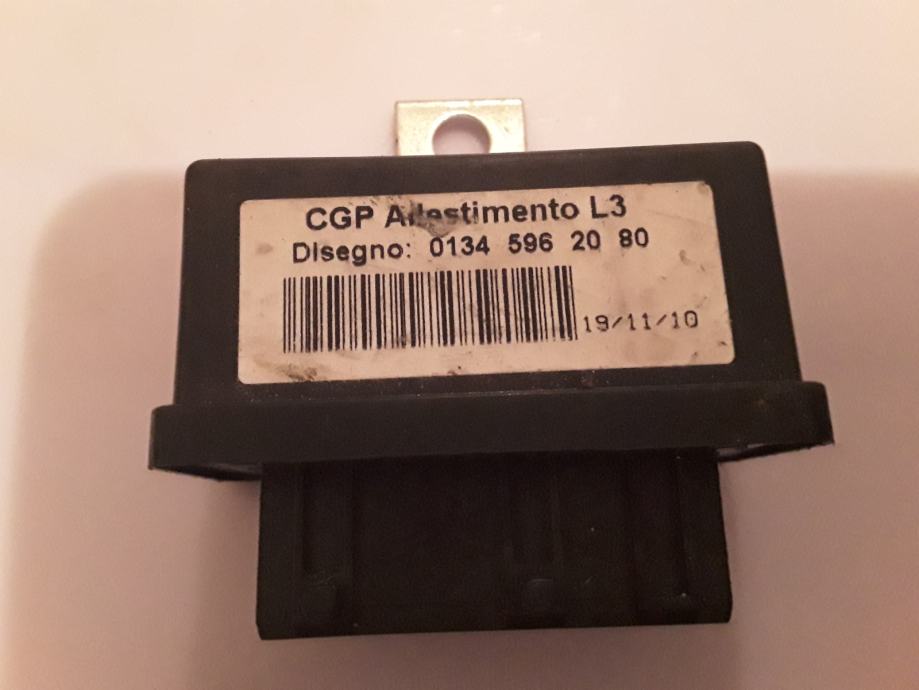 CGP Allestimento L3
Disegno: 0134 596 20 80
19/11/10